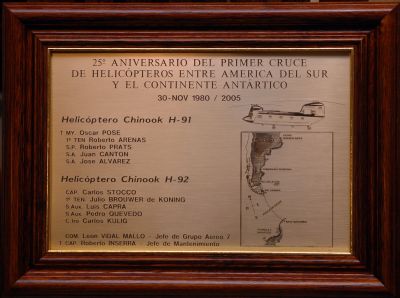 25º ANIVERSARIO DEL PRIMER CRUCE
DE HELICÓPTEROS ENTRE AMERICA DEL SUR
Y EL CONTINENTE ANTÁRTICO
30-NOV 1980 / 2005
Helicóptero Chinook H-91
1 MY. Oscar POSE
1º TEN Roberto ARENAS
S.P. Roberto PRATS
S.A. Juan CANTON
S.A. Jose ALVAREZ
Helicóptero Chinook H-92
CAP. Carlos STOCCO
1º TEN. Julio BROUWER de KONING
S Aux. Luis CAPRA
S Aux. Pedro QUEVEDO
C Iro Carlos KULIG
COM. Leon VIDAL MALLO - Jefe de Grupo Aereo 7
1 CAP. Roberto INSERRA - Jefe de Mantenimiento